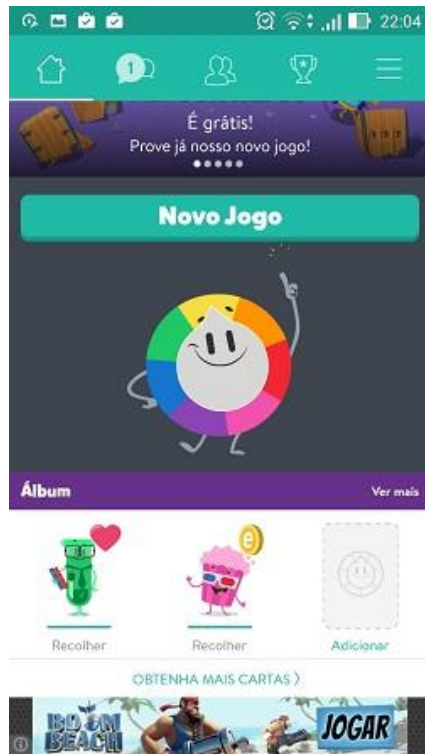 22:04
1
É grátis!
Prove já nosso novo jogo!
Novo Jogo
Álbum Ver mais
e
Recolher Recolher Adicionar
OBTENHA MAIS CARTAS >
BOOM
BEACH
JOGAR